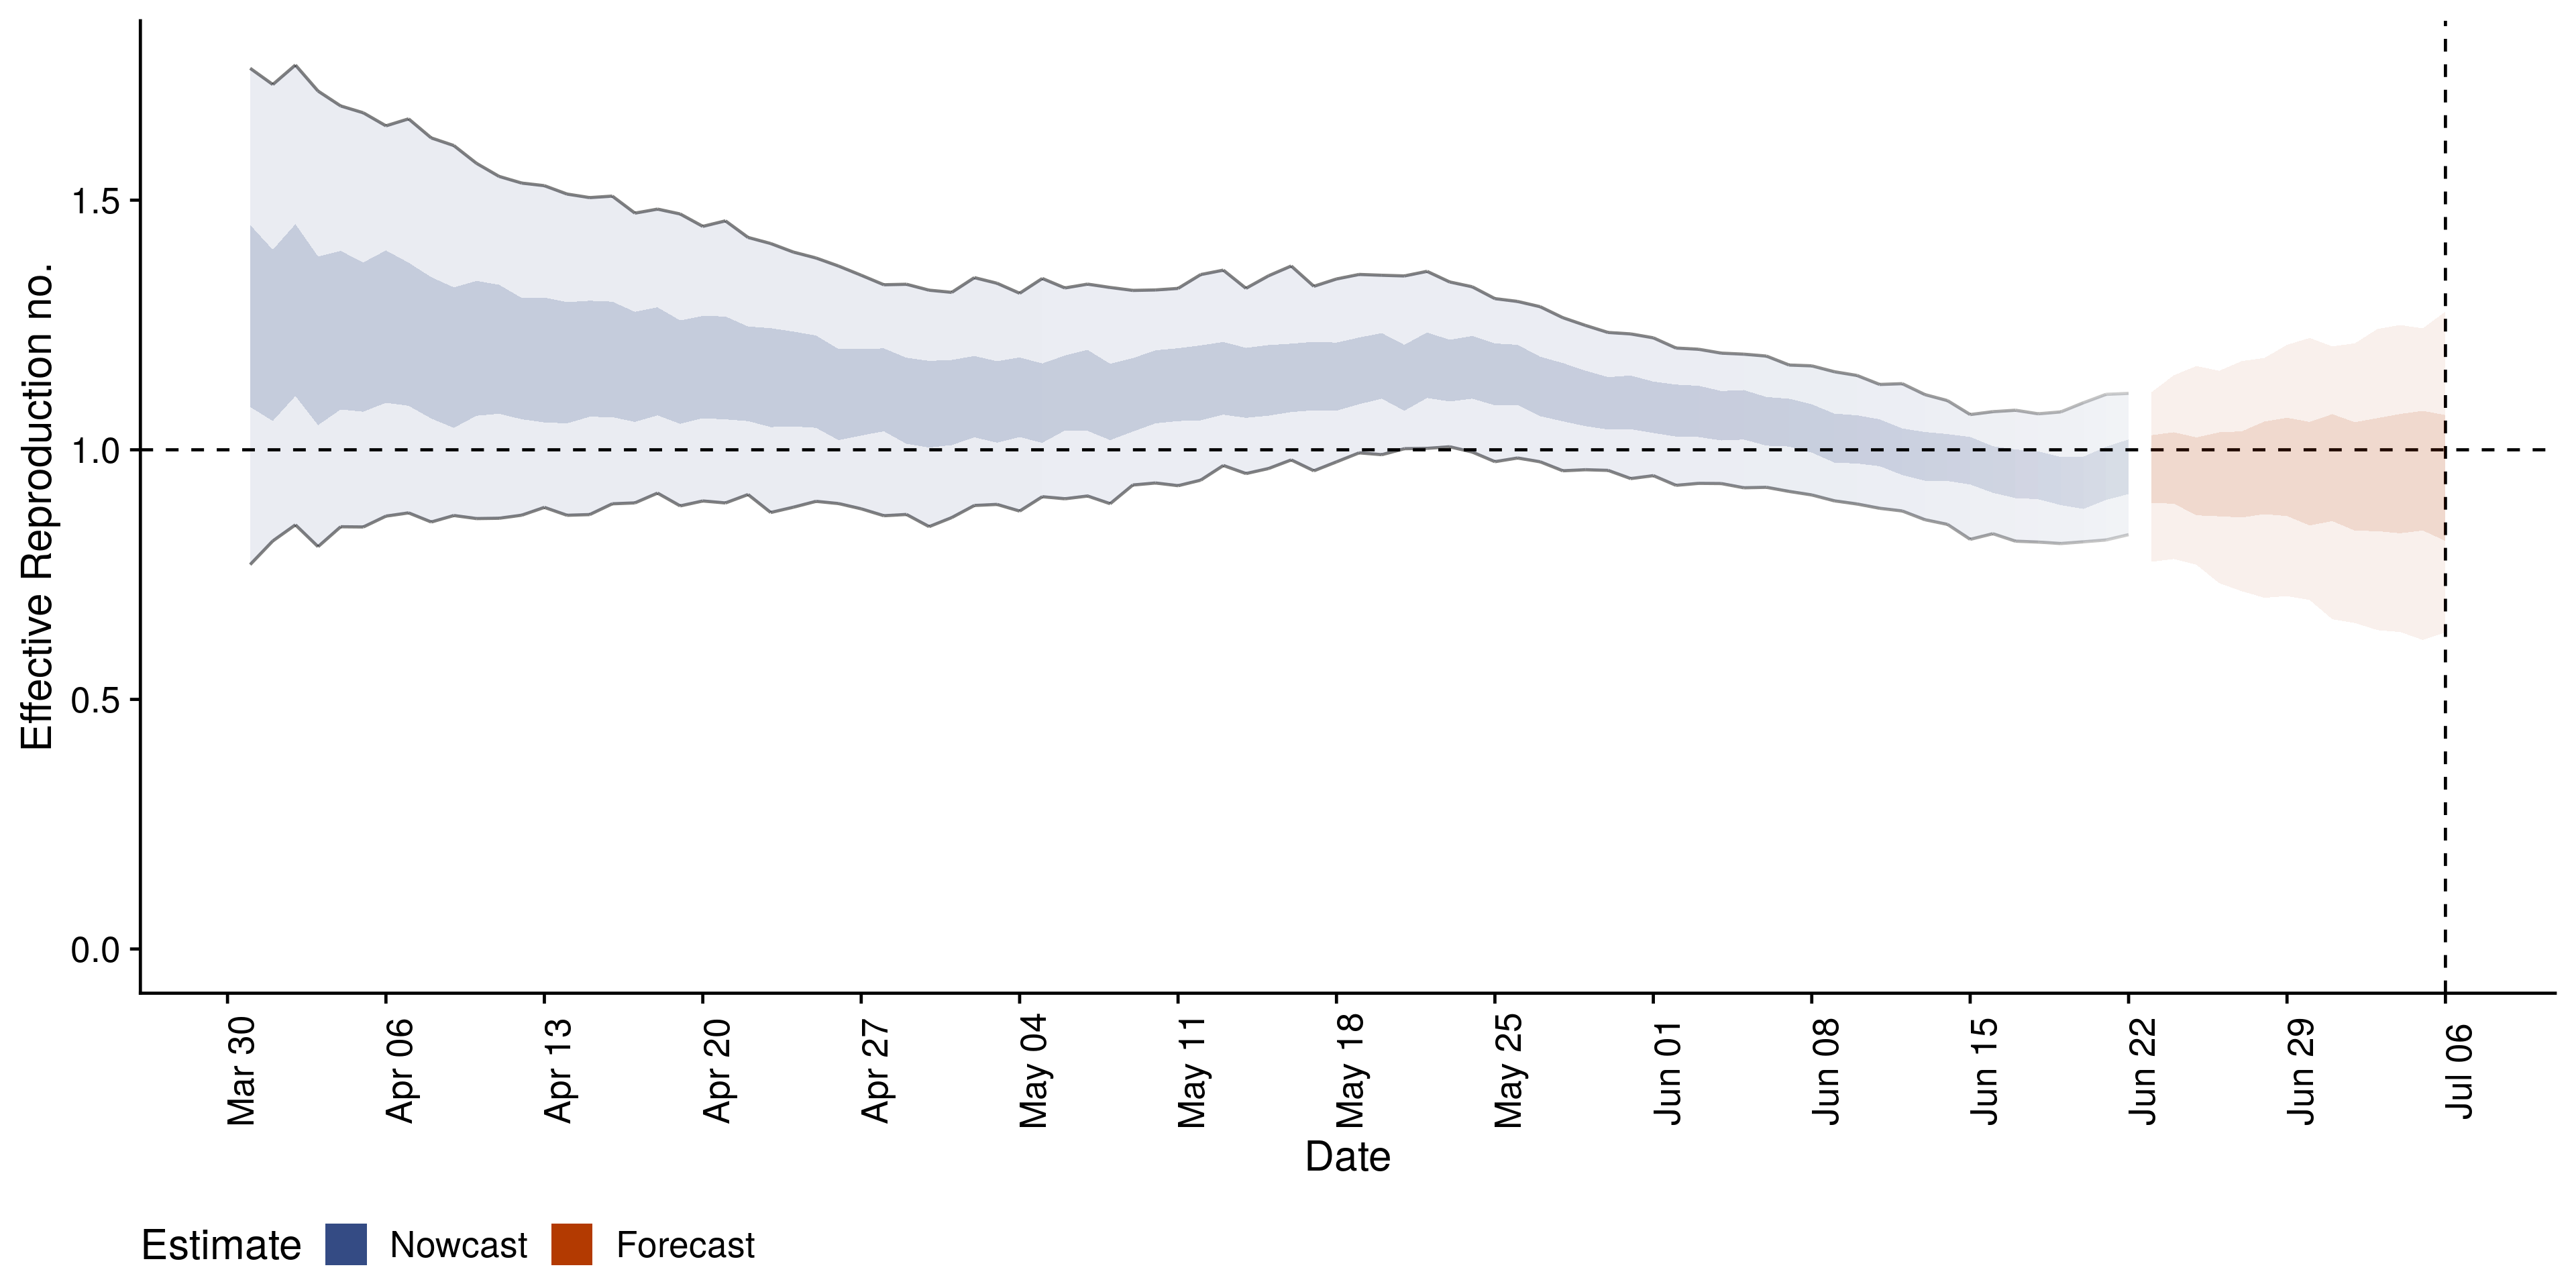 Effective Reproduction no.
1.5
1.0
0.5
0.0
Mar 30
Apr 06
Apr 13
Apr 20
Apr 27
May 04
May 11
May 18
May 25
Jun 01
Jun 08
Jun 15
Jun 22
Jun 29
Jul 06
Date
Estimate Nowcast Forecast